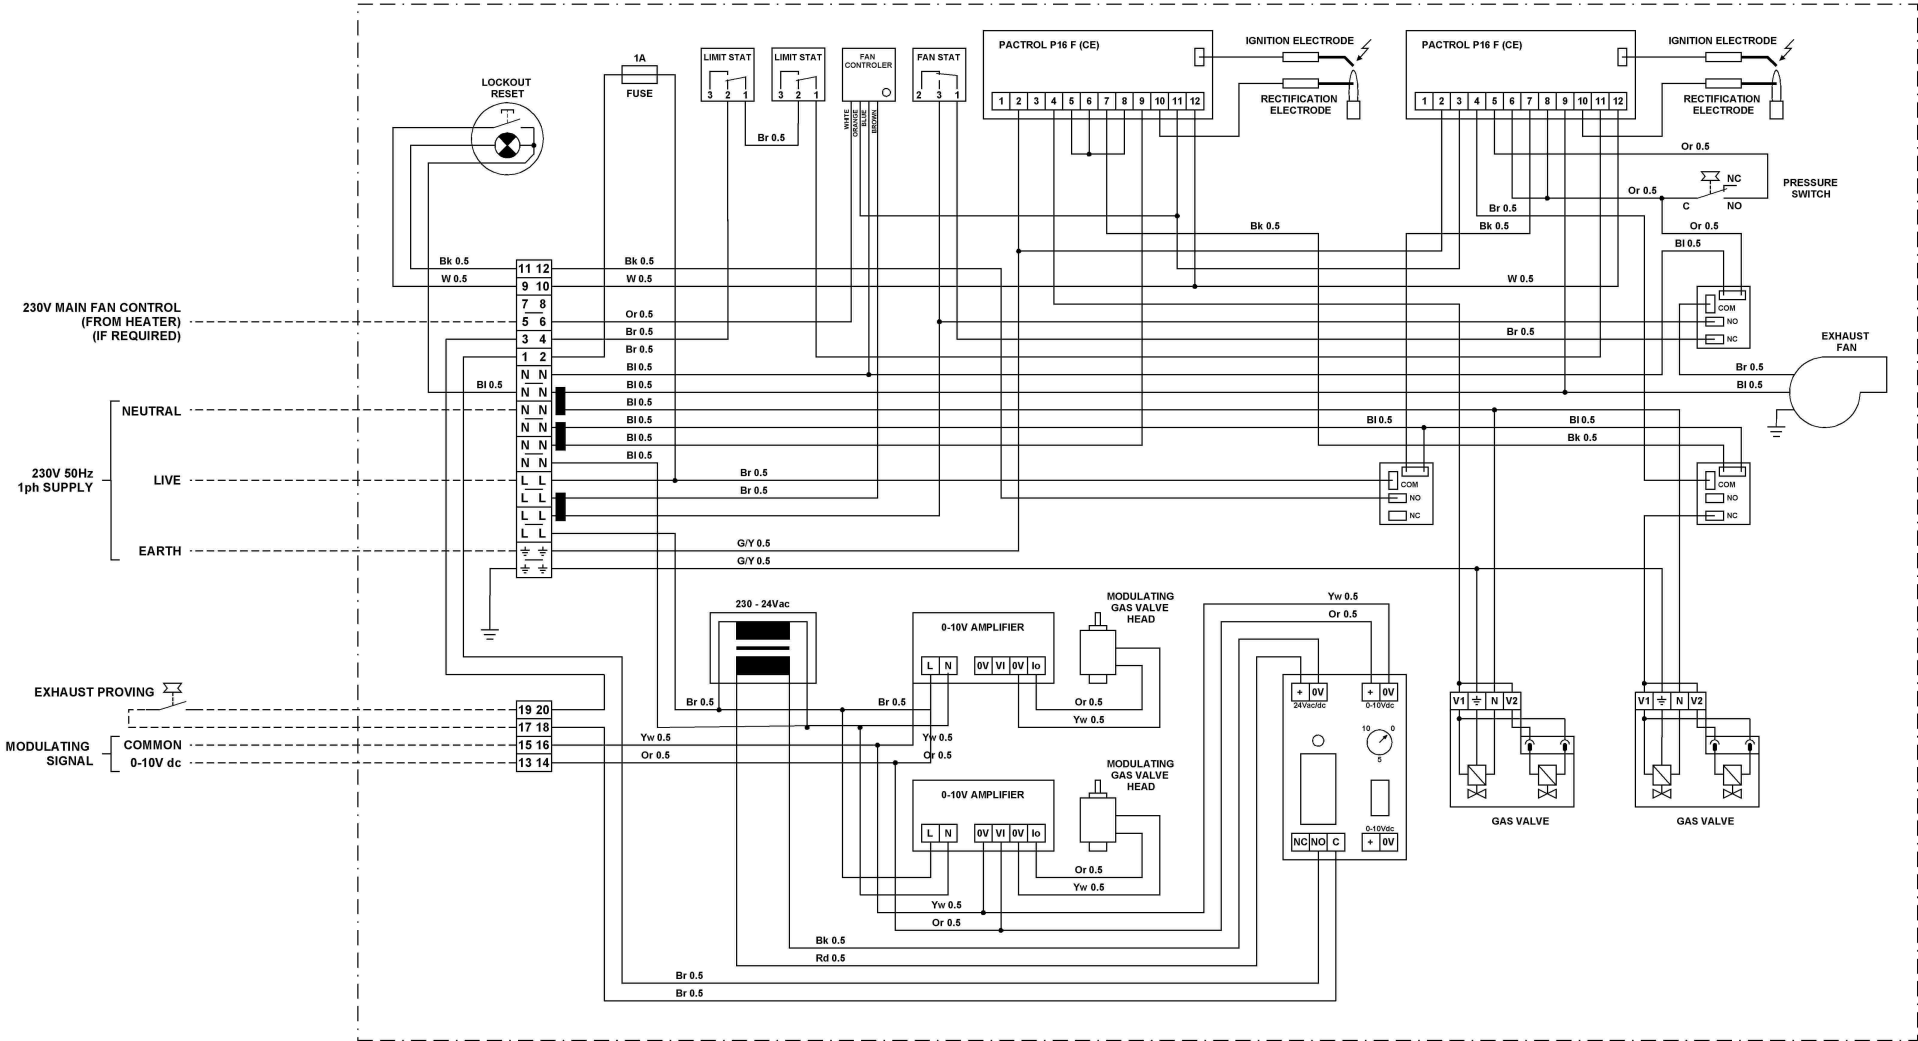 LOCKOUT
RESET
1A
FUSE
LIMIT STAT
3 2 1
LIMIT STAT
3 2 1
FAN
CONTROLER
WHITE
ORANGE
BLUE
BROWN
FAN STAT
2 3 1
Br 0.5
PACTROL P16 F (CE)
1 2 3 4 5 6 7 8 9 10 11 12
IGNITION ELECTRODE
RECTIFICATION
ELECTRODE
PACTROL P16 F (CE)
1 2 3 4 5 6 7 8 9 10 11 12
IGNITION ELECTRODE
RECTIFICATION
ELECTRODE
Or 0.5
NC
Or 0.5
C
NO
PRESSURE
SWITCH
Br 0.5
Bk 0.5
Bk 0.5
Or 0.5
Bl 0.5
Bk 0.5
11 12
Bk 0.5
W 0.5
9 10
W 0.5
W 0.5
7 8
230V MAIN FAN CONTROL
(FROM HEATER)
(IF REQUIRED)
5 6
Or 0.5
3 4
Br 0.5
Br 0.5
1 2
Br 0.5
COM
NO
NC
EXHAUST
FAN
N N
Bl 0.5
Br 0.5
Bl 0.5
N N
Bl 0.5
Bl 0.5
NEUTRAL
N N
Bl 0.5
N N
Bl 0.5
Bl 0.5
Bl 0.5
N N
Bl 0.5
Bk 0.5
N N
Bl 0.5
230V 50Hz
1ph SUPPLY
LIVE
L L
Br 0.5
L L
Br 0.5
L L
L L
COM
NO
NC
COM
NO
NC
EARTH
G/Y 0.5
G/Y 0.5
230 - 24Vac
0-10V AMPLIFIER
L N
0V VI 0V Io
MODULATING
GAS VALVE
HEAD
Or 0.5
Yw 0.5
Yw 0.5
Or 0.5
EXHAUST PROVING
19 20
Br 0.5
Br 0.5
17 18
MODULATING
SIGNAL
COMMON
15 16
Yw 0.5
Yw 0.5
0-10V dc
13 14
Or 0.5
Or 0.5
0-10V AMPLIFIER
L N
0V VI 0V Io
MODULATING
GAS VALVE
HEAD
Or 0.5
Yw 0.5
Yw 0.5
Or 0.5
Bk 0.5
Rd 0.5
Br 0.5
Br 0.5
+ 0V
24Vac/dc
+ 0V
0-10Vdc
10 0
5
0-10Vdc
NC NO C
+ 0V
V1 N V2
GAS VALVE
V1 N V2
GAS VALVE